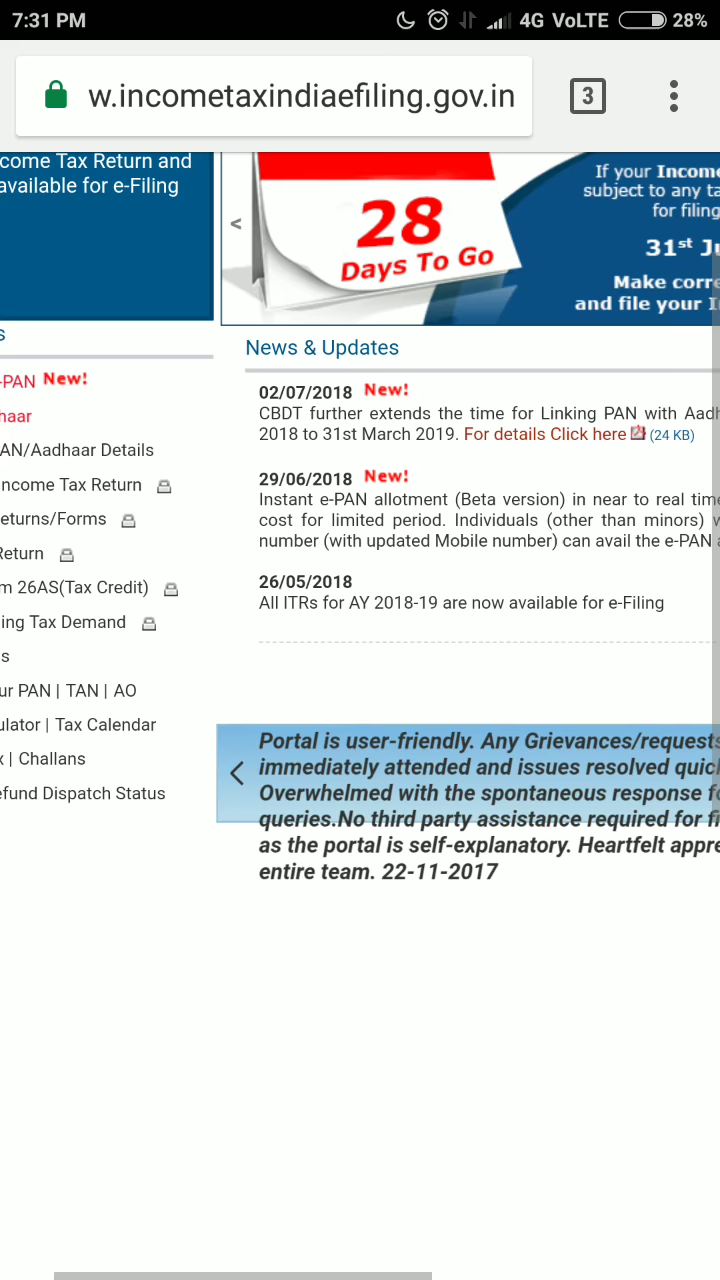 7:31 PM
4G VoLTE 28%
w.incometaxindiaefiling.gov.in
3
come Tax Return and
available for e-Filing
<
28
Days To Go
If your Income
subject to any ta
for filing
31st Ju
Make corre
and file your I
s
-PAN New!
haar
AN/Aadhaar Details
ncome Tax Return
eturns/Forms
Return
m 26AS(Tax Credit)
ing Tax Demand
s
ur PAN | TAN | AO
ulator | Tax Calendar
x | Challans
efund Dispatch Status
News & Updates
02/07/2018 New!
CBDT further extends the time for Linking PAN with Aadh
2018 to 31st March 2019. For details Click here (24 KB)
29/06/2018 New!
Instant e-PAN allotment (Beta version) in near to real time
cost for limited period. Individuals (other than minors) w
number (with updated Mobile number) can avail the e-PAN a
26/05/2018
All ITRs for AY 2018-19 are now available for e-Filing
Portal is user-friendly. Any Grievances/requests
immediately attended and issues resolved quic
Overwhelmed with the spontaneous response fo
queries.No third party assistance required for fi
as the portal is self-explanatory. Heartfelt appre
entire team. 22-11-2017